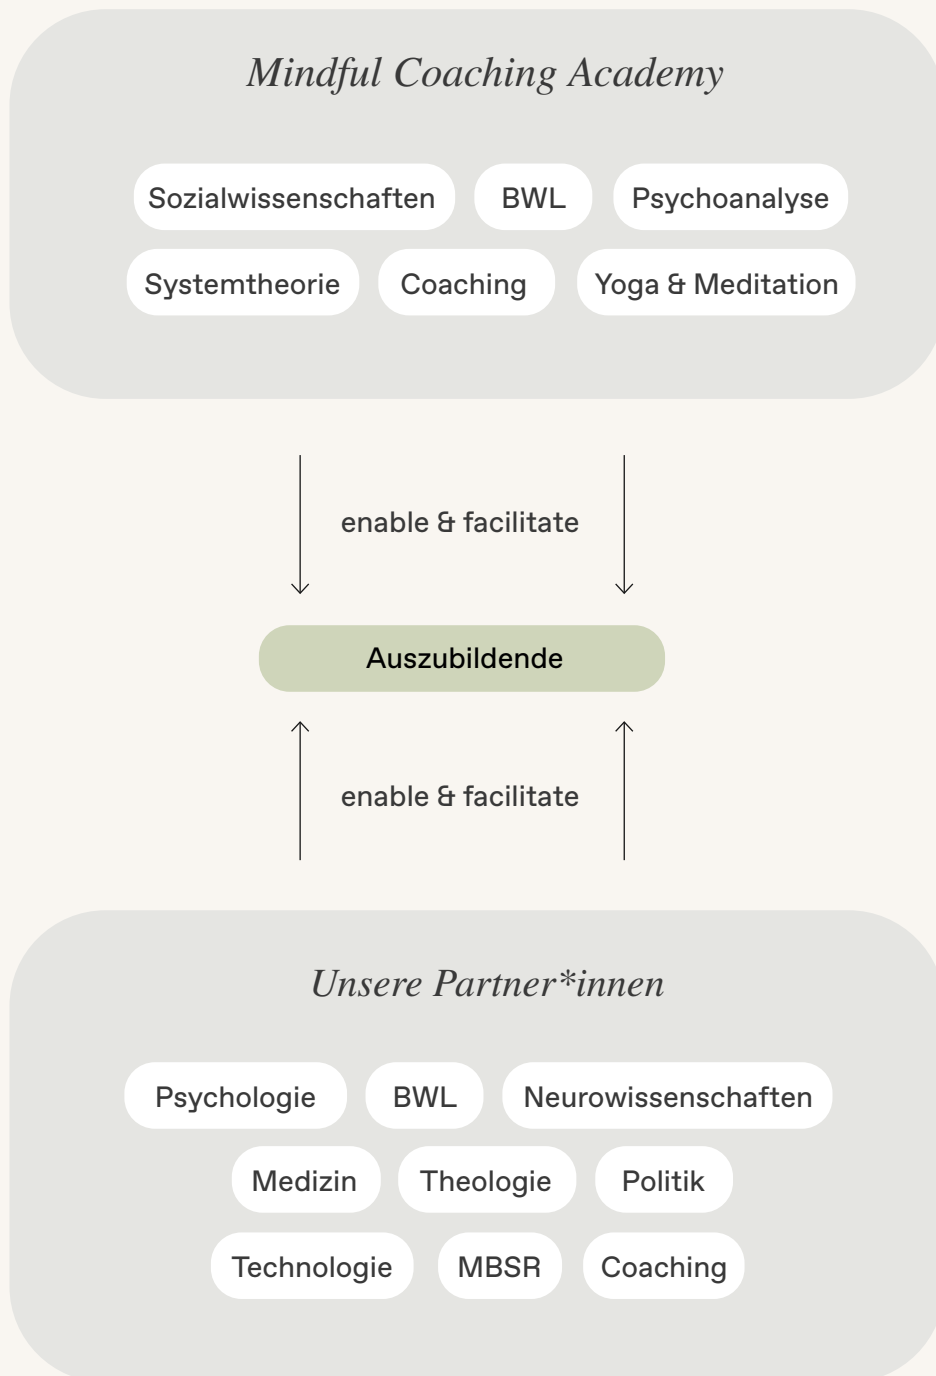 Mindful Coaching Academy
Sozialwissenschaften BWL Psychoanalyse
Systemtheorie Coaching Yoga & Meditation
enable & facilitate
Auszubildende
enable & facilitate
Unsere Partner*innen
Psychologie BWL Neurowissenschaften
Medizin Theologie Politik
Technologie MBSR Coaching